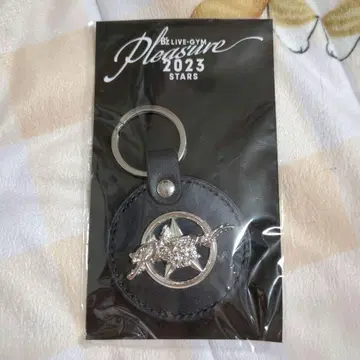 B'z LIVE-GYM
Pleasure
2023
STARS